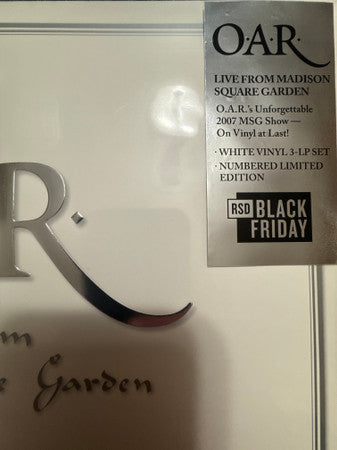 O·A·R·
LIVE FROM MADISON
SQUARE GARDEN
O.A.R.'s Unforgettable
2007 MSG Show—
On Vinyl at Last!
· WHITE VINYL 3-LP SET
· NUMBERED LIMITED
EDITION
RSD BLACK
FRIDAY
R.
m
e Garden